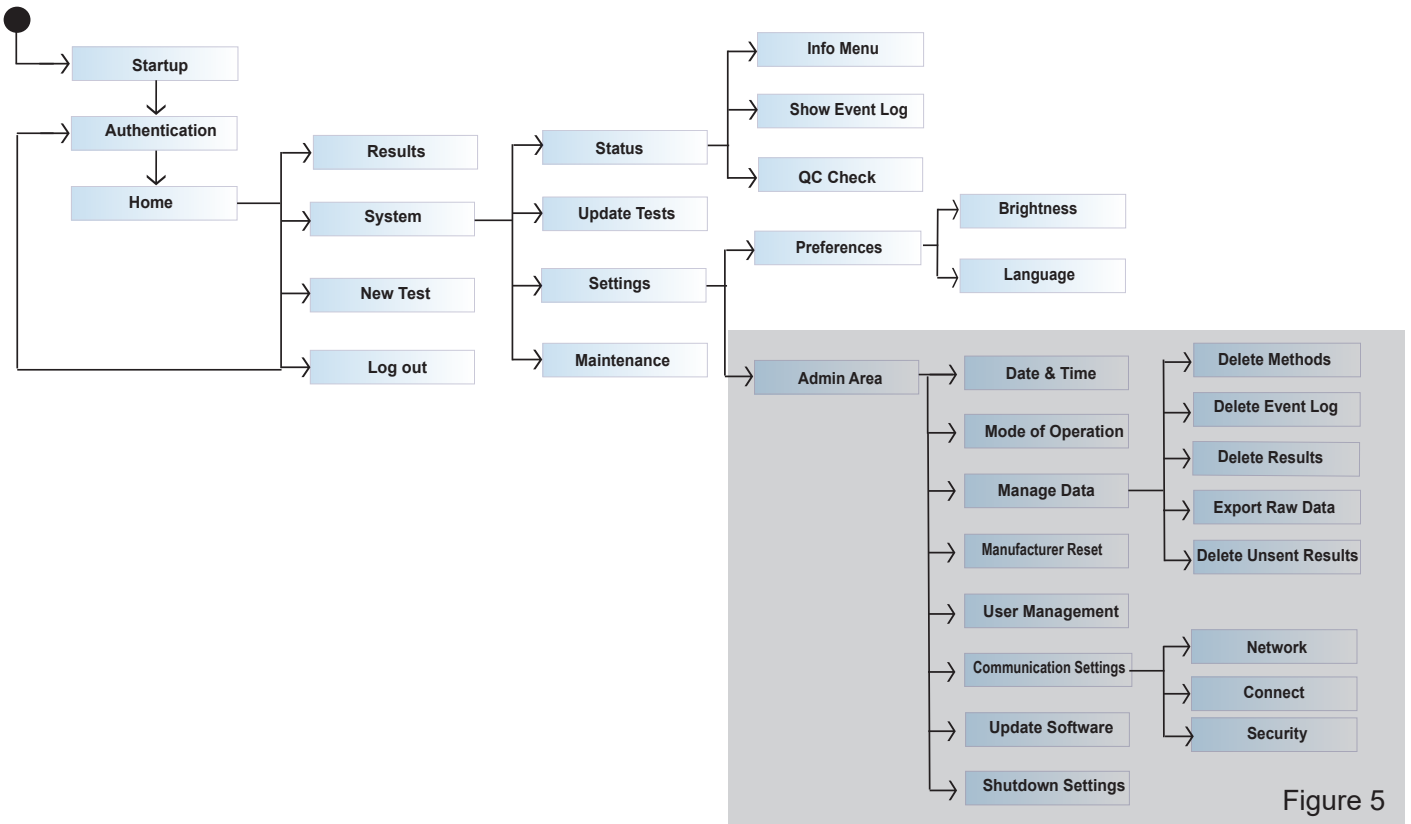 Startup
Authentication
Home
Results
System
New Test
Log out
Status
Update Tests
Settings
Maintenance
Info Menu
Show Event Log
QC Check
Preferences
Brightness
Language
Admin Area
Date & Time
Mode of Operation
Manage Data
Manufacturer Reset
User Management
Communication Settings
Update Software
Shutdown Settings
Delete Methods
Delete Event Log
Delete Results
Export Raw Data
Delete Unsent Results
Network
Connect
Security
Figure 5